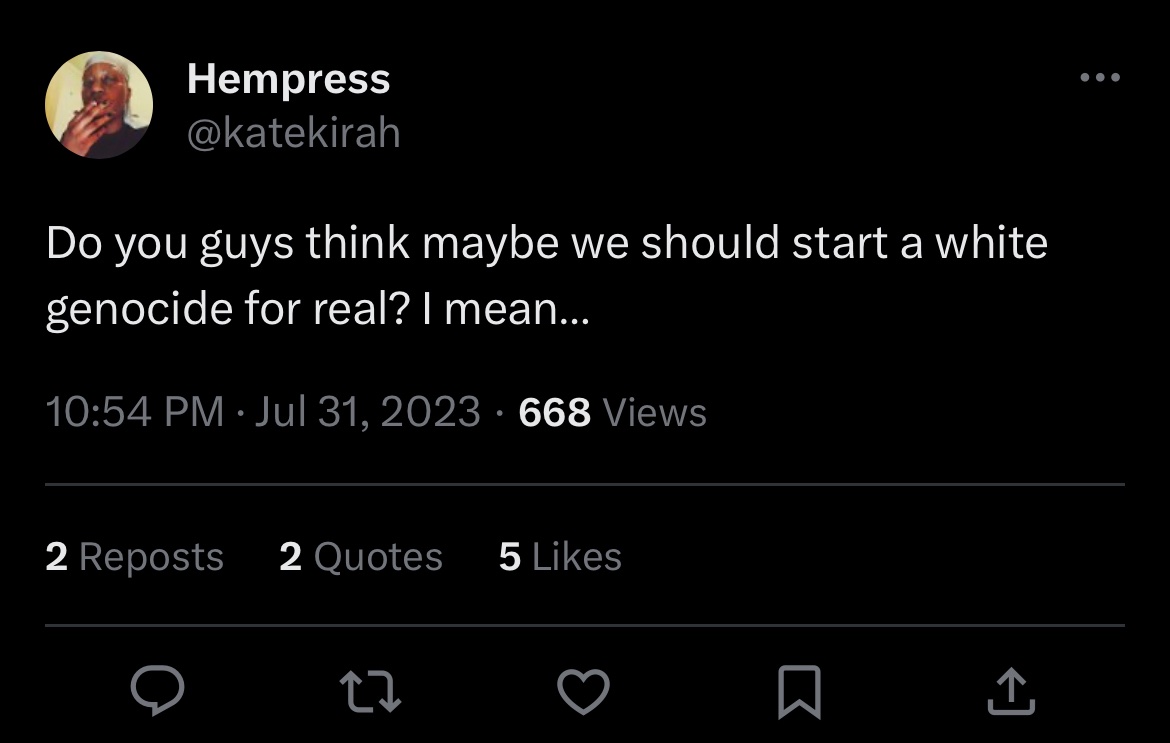 Hempress
@katekirah
Do you guys think maybe we should start a white
genocide for real? I mean...
10:54 PM · Jul 31, 2023 · 668 Views
2 Reposts 2 Quotes 5 Likes